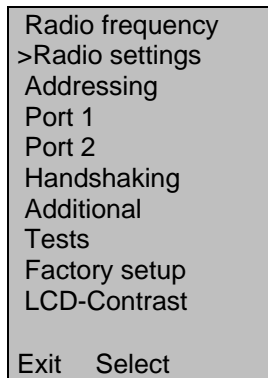 Radio frequency
>Radio settings
Addressing
Port 1
Port 2
Handshaking
Additional
Tests
Factory setup
LCD-Contrast
Exit Select